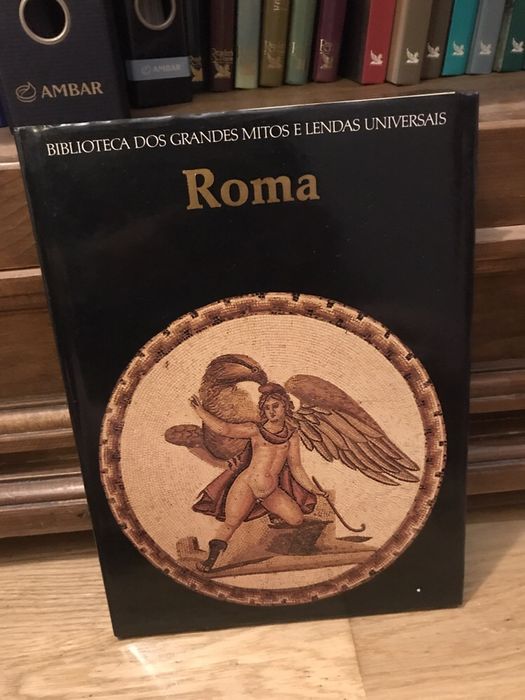 AMBAR
AMBAR
BIBLIOTECA DOS GRANDES MITOS E LENDAS UNIVERSAIS
Roma